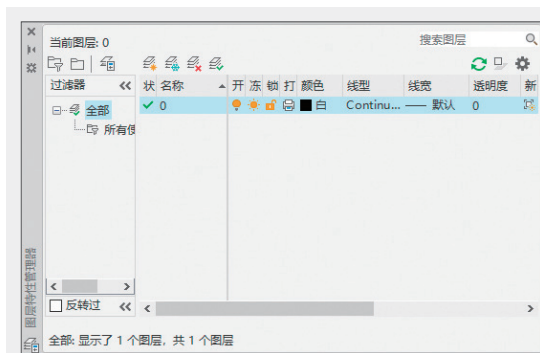 当前图层: 0
搜索图层
过滤器 << 状 名称 开 冻 锁 打 颜色 线型 线宽 透明度 新
全部
0 白 Continu... 默认 0
所有使
反转过 <<
全部: 显示了 1 个图层, 共 1 个图层
图层特性管理器